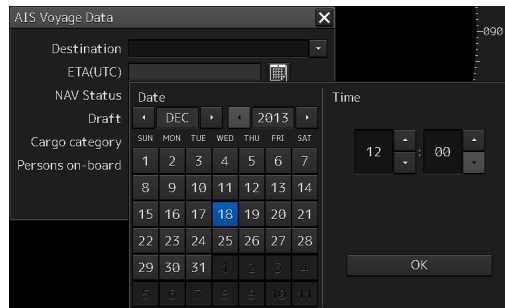 AIS Voyage Data
090
Destination
ETA(UTC)
NAV Status
Draft
Cargo category
Persons on-board
Date
DEC 2013
SUN MON TUE WED THU FRI SAT
1 2 3 4 5 6 7
8 9 10 11 12 13 14
15 16 17 18 19 20 21
22 23 24 25 26 27 28
29 30 31 1 2 3 4
5 6 7 8 9 10 11
Time
12 : 00
OK